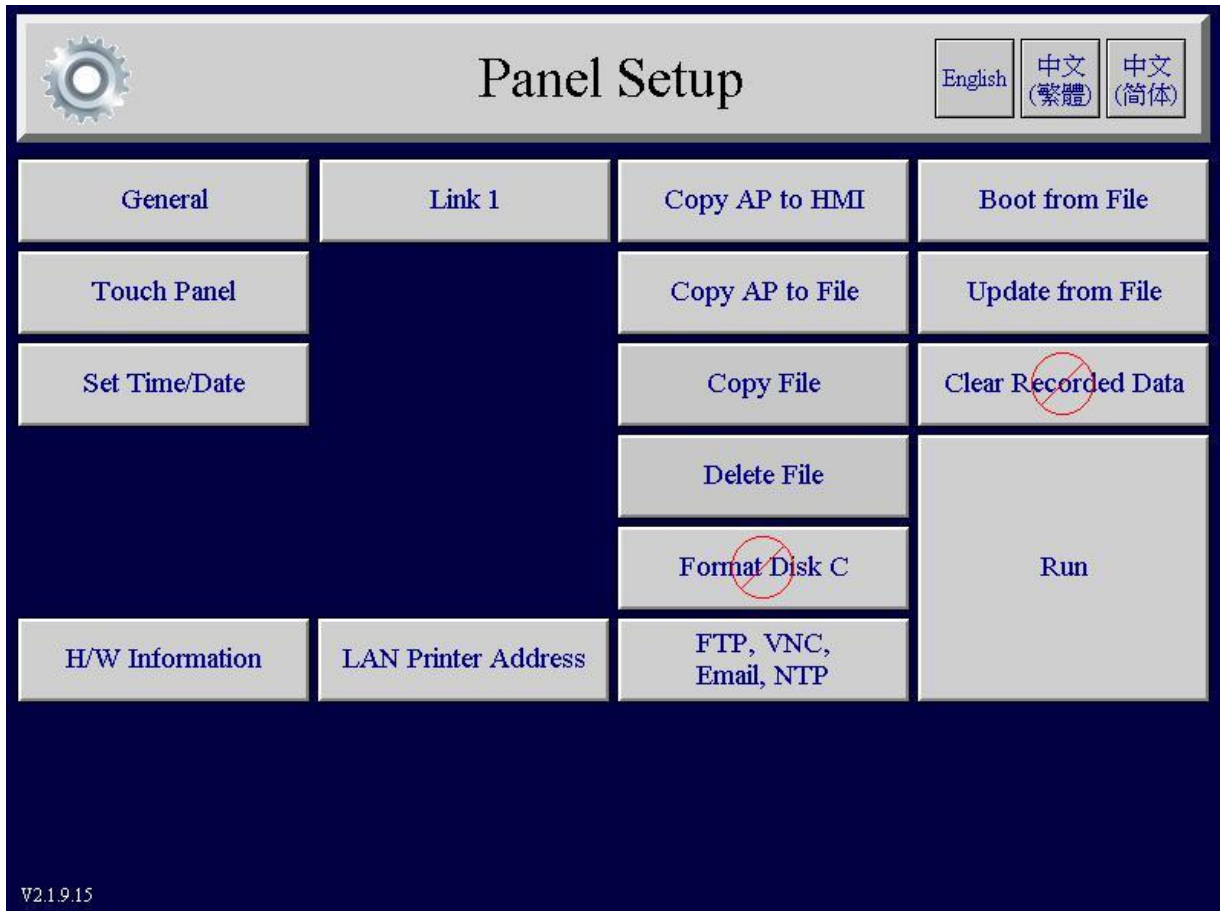 Panel Setup
English
中文
(繁體)
中文
(简体)
General
Link 1
Copy AP to HMI
Boot from File
Touch Panel
Copy AP to File
Update from File
Set Time/Date
Copy File
Clear Recorded Data
Delete File
Format Disk C
Run
H/W Information
LAN Printer Address
FTP, VNC,
Email, NTP
V2.1.9.15